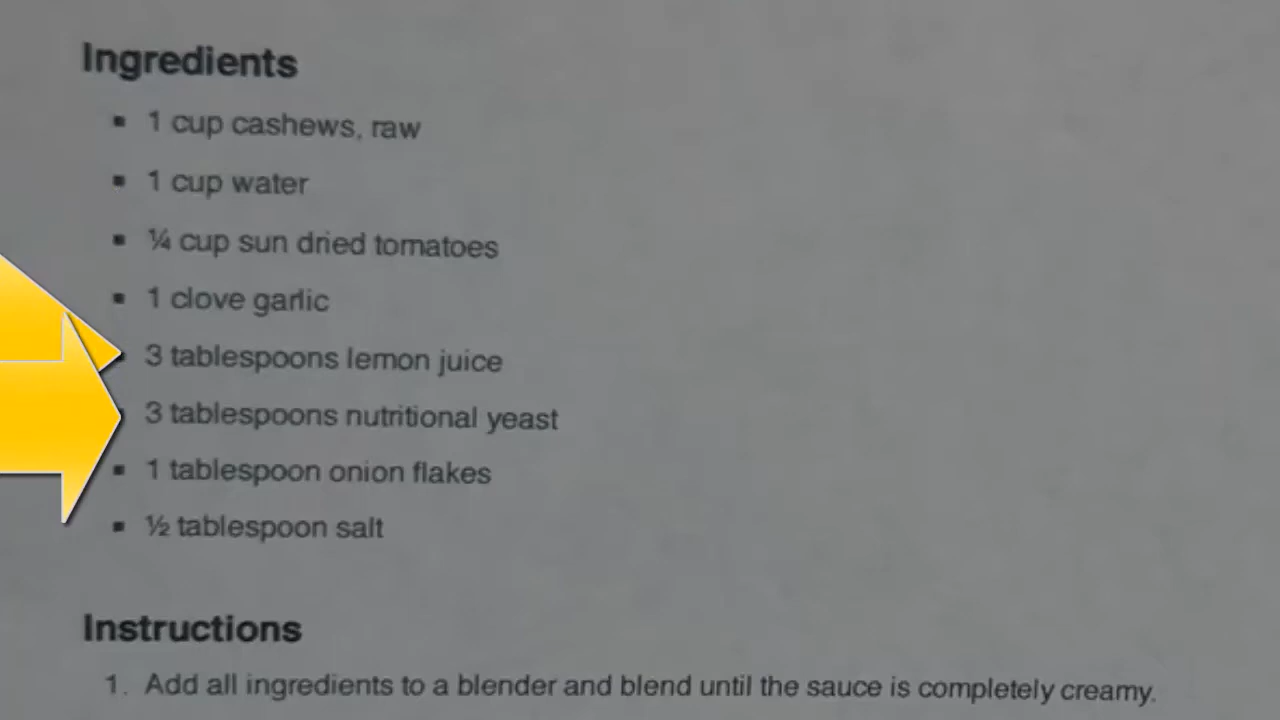 Ingredients
▪ 1 cup cashews, raw
▪ 1 cup water
▪ ¼ cup sun dried tomatoes
▪ 1 clove garlic
3 tablespoons lemon juice
3 tablespoons nutritional yeast
▪ 1 tablespoon onion flakes
▪ ½ tablespoon salt
Instructions
1. Add all ingredients to a blender and blend until the sauce is completely creamy.